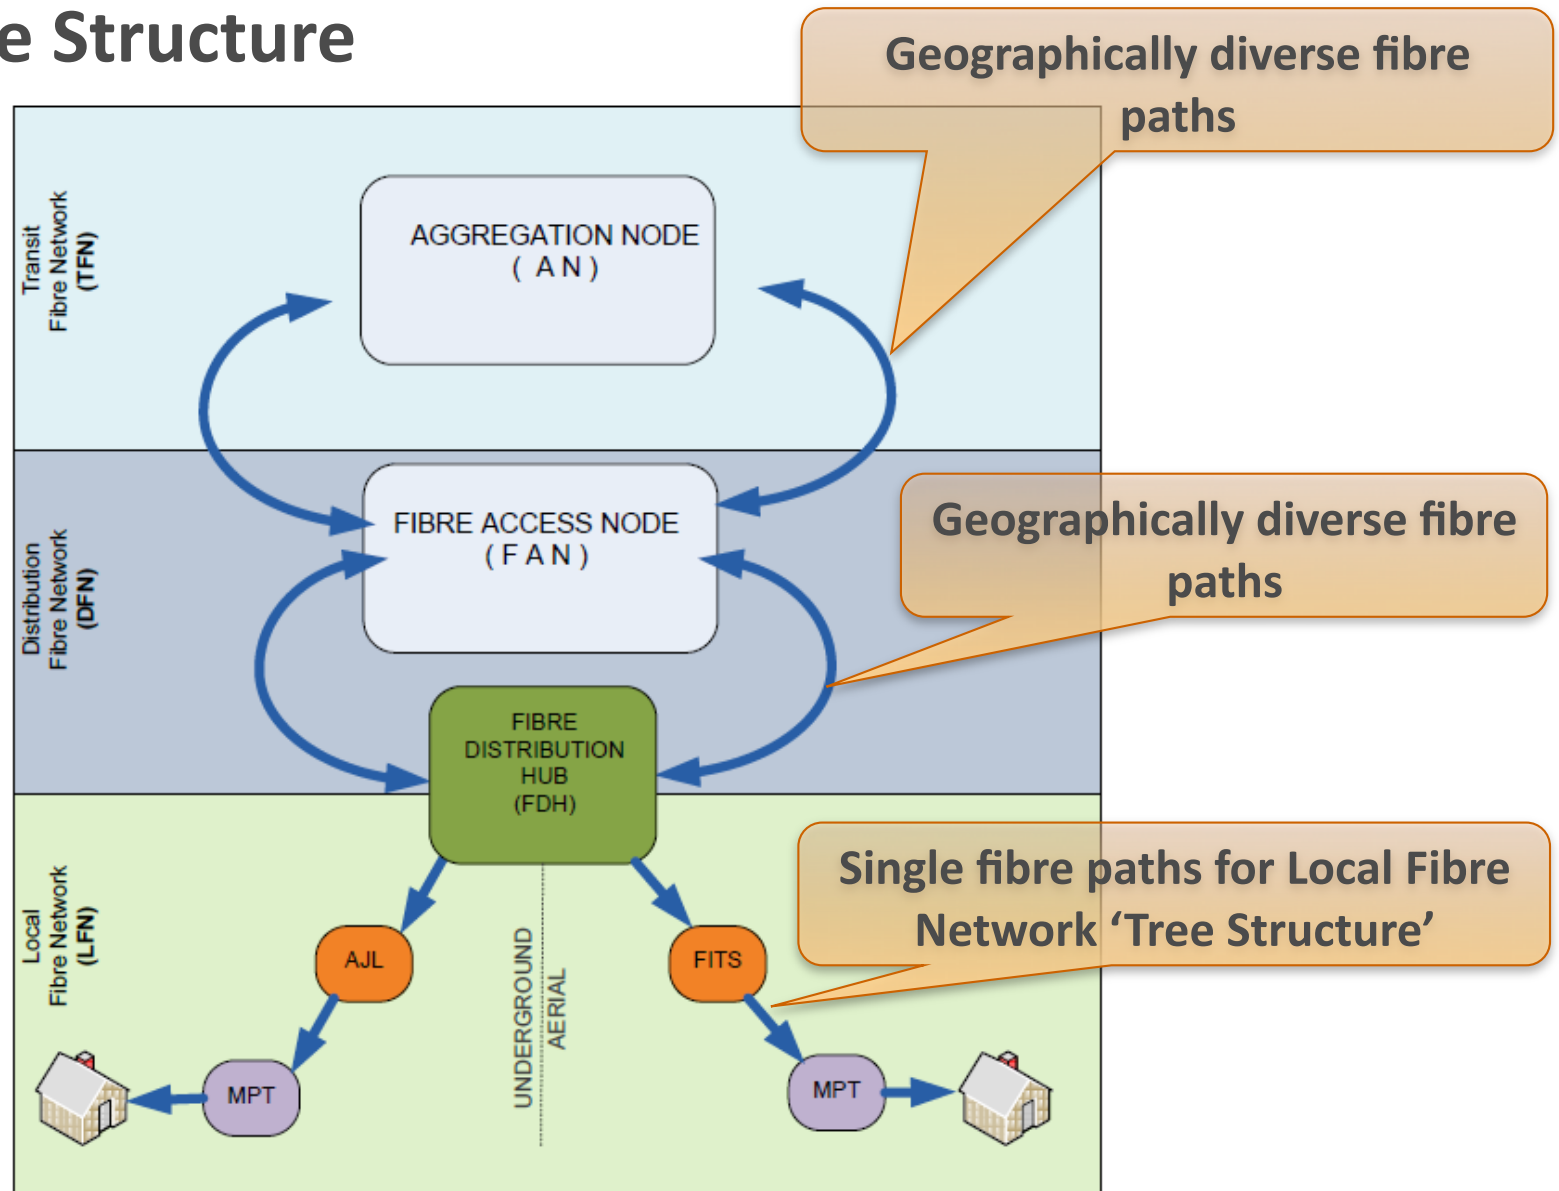 e Structure
Geographically diverse fibre
paths
Transit
Fibre Network
(TFN)
AGGREGATION NODE
( AN )
Distribution
Fibre Network
(DFN)
FIBRE ACCESS NODE
( F A N )
Geographically diverse fibre
paths
FIBRE
DISTRIBUTION
HUB
(FDH)
Local
Fibre Network
(LFN)
Single fibre paths for Local Fibre
Network ‘Tree Structure’
AJL
FITS
UNDERGROUND
AERIAL
MPT
MPT